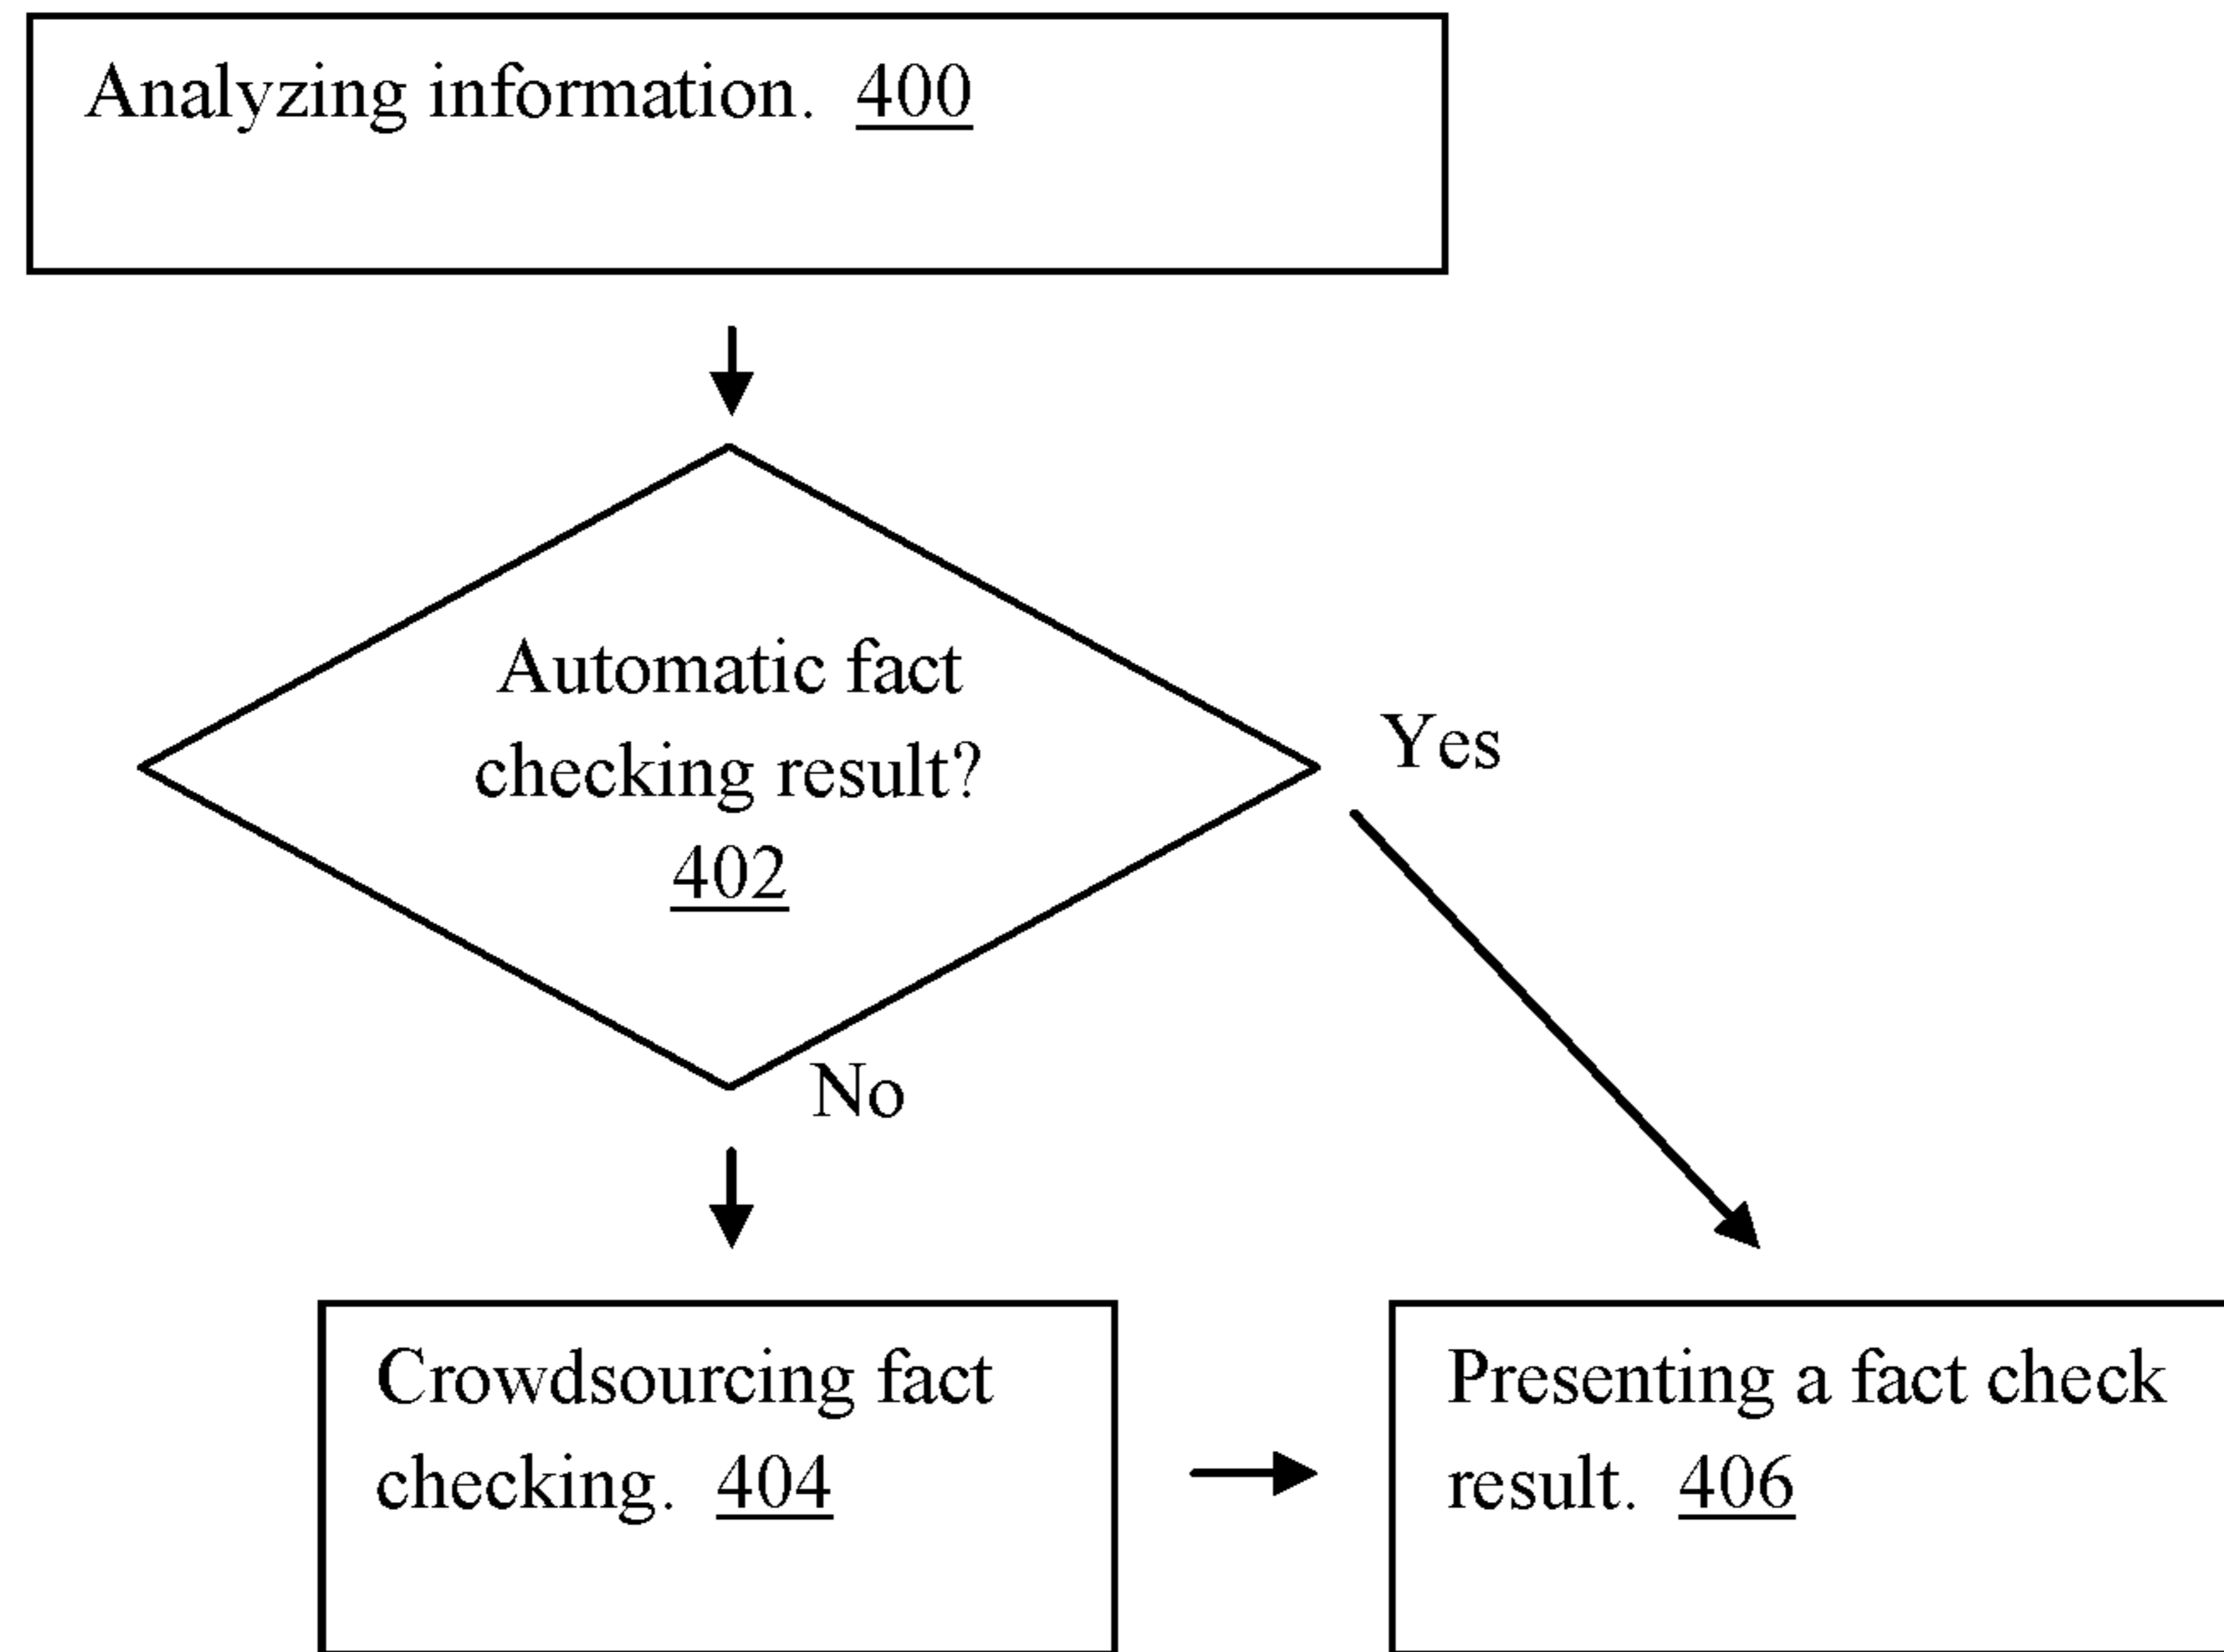 Analyzing information. 400
Automatic fact
checking result?
402
Yes
No
Crowdsourcing fact
checking. 404
Presenting a fact check
result. 406